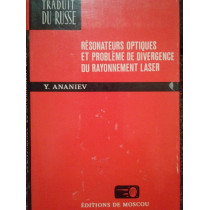 TRADUIT
DU RUSSE
RÉSONATEURS OPTIQUES
ET PROBLÈME DE DIVERGENCE
DU RAYONNEMENT LASER
Y. ANANIEV
ÉDITIONS DE MOSCOU